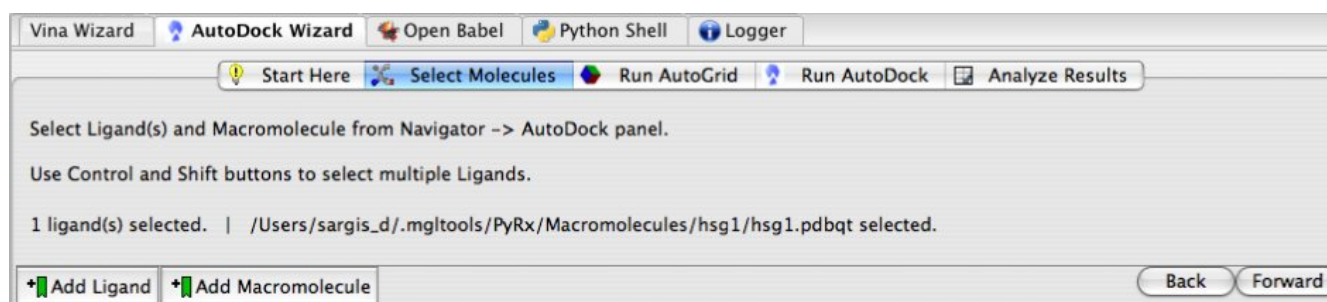 Vina Wizard AutoDock Wizard Open Babel Python Shell Logger
Start Here Select Molecules Run AutoGrid Run AutoDock Analyze Results
Select Ligand(s) and Macromolecule from Navigator -> AutoDock panel.
Use Control and Shift buttons to select multiple Ligands.
1 ligand(s) selected. | /Users/sargis_d/.mgltools/PyRx/Macromolecules/hsg1/hsg1.pdbqt selected.
Add Ligand Add Macromolecule Back Forward